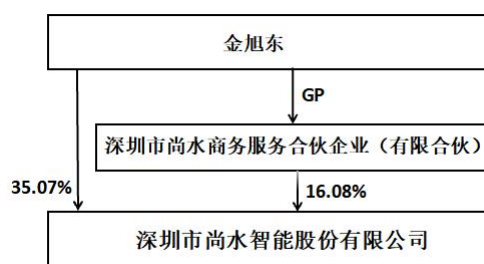 金旭东
GP
深圳市尚水商务服务合伙企业（有限合伙）
35.07%
16.08%
深圳市尚水智能股份有限公司